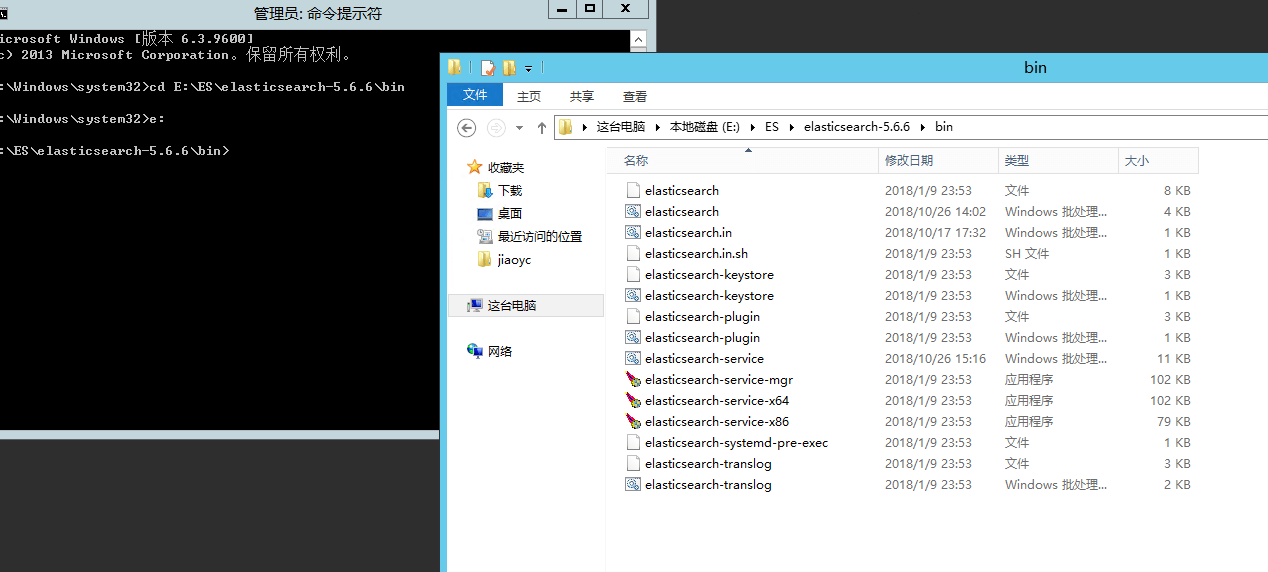 管理员: 命令提示符
icrosoft Windows [版本 6.3.9600]
c) 2013 Microsoft Corporation。保留所有权利。
:\Windows\system32>cd E:\ES\elasticsearch-5.6.6\bin
:\Windows\system32>e:
:\ES\elasticsearch-5.6.6\bin>
bin
文件 主页 共享 查看
这台电脑 本地磁盘 (E:) ES elasticsearch-5.6.6 bin
收藏夹
下载
桌面
最近访问的位置
jiaoyc
这台电脑
网络
名称 修改日期 类型 大小
elasticsearch 2018/1/9 23:53 文件 8 KB
elasticsearch 2018/10/26 14:02 Windows 批处理... 4 KB
elasticsearch.in 2018/10/17 17:32 Windows 批处理... 1 KB
elasticsearch.in.sh 2018/1/9 23:53 SH 文件 1 KB
elasticsearch-keystore 2018/1/9 23:53 文件 3 KB
elasticsearch-keystore 2018/1/9 23:53 Windows 批处理... 1 KB
elasticsearch-plugin 2018/1/9 23:53 文件 3 KB
elasticsearch-plugin 2018/1/9 23:53 Windows 批处理... 1 KB
elasticsearch-service 2018/10/26 15:16 Windows 批处理... 11 KB
elasticsearch-service-mgr 2018/1/9 23:53 应用程序 102 KB
elasticsearch-service-x64 2018/1/9 23:53 应用程序 102 KB
elasticsearch-service-x86 2018/1/9 23:53 应用程序 79 KB
elasticsearch-systemd-pre-exec 2018/1/9 23:53 文件 1 KB
elasticsearch-translog 2018/1/9 23:53 文件 3 KB
elasticsearch-translog 2018/1/9 23:53 Windows 批处理... 2 KB